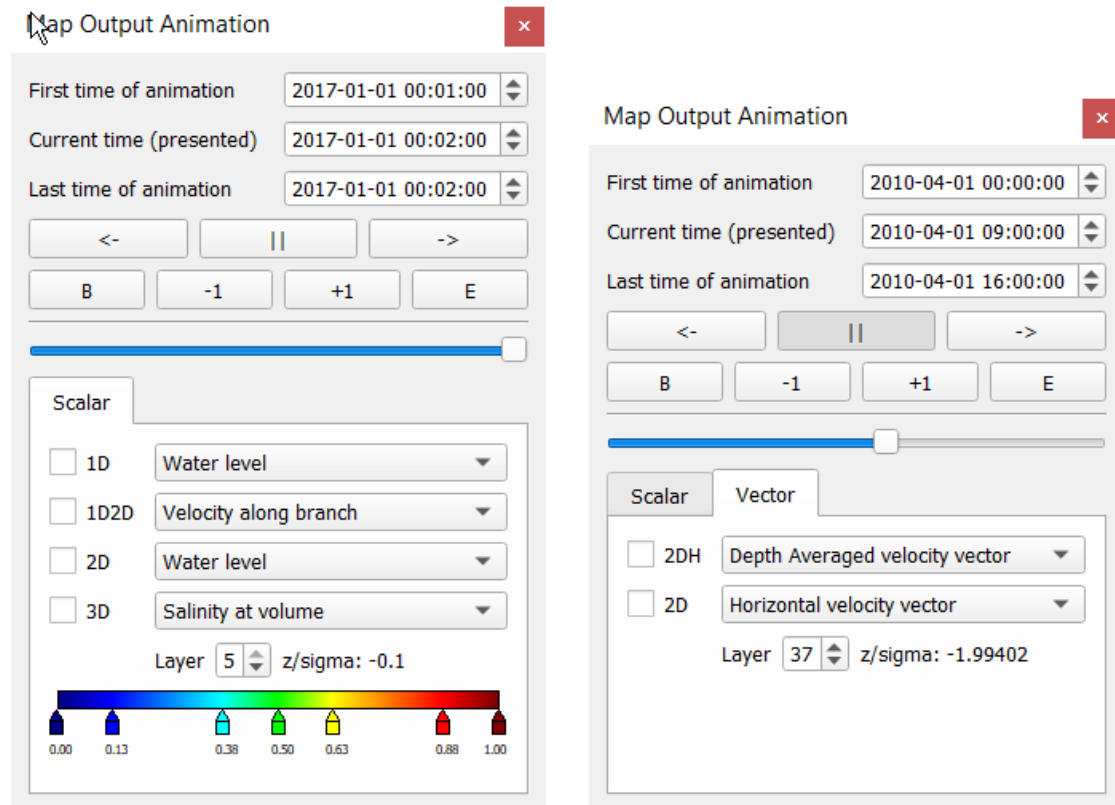 Map Output Animation
×
First time of animation 2017-01-01 00:01:00
Current time (presented) 2017-01-01 00:02:00
Last time of animation 2017-01-01 00:02:00
<- || ->
B -1 +1 E
Scalar
1D Water level
1D2D Velocity along branch
2D Water level
3D Salinity at volume
Layer 5 z/sigma: -0.1
0.00 0.13 0.38 0.50 0.63 0.88 1.00
Map Output Animation
×
First time of animation 2010-04-01 00:00:00
Current time (presented) 2010-04-01 09:00:00
Last time of animation 2010-04-01 16:00:00
<- || ->
B -1 +1 E
Scalar Vector
2DH Depth Averaged velocity vector
2D Horizontal velocity vector
Layer 37 z/sigma: -1.99402